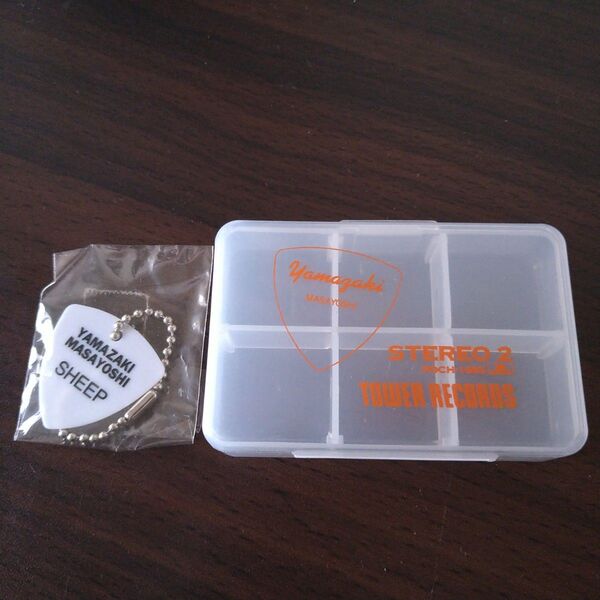 YAMAZAKI
MASAYOSHI
SHEEP
Yamazaki
MASAYOSHI
STEREO 2
TOWER RECORDS